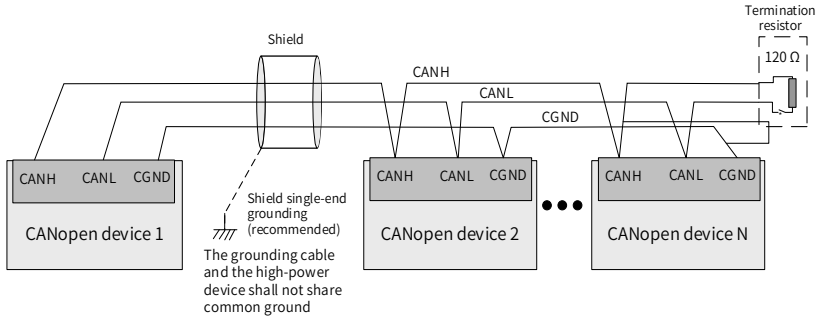 Termination
resistor
120 Ω
Shield
CANH
CANL
CGND
CANH CANL CGND
CANopen device 1
CANH CANL CGND
CANopen device 2
CANH CANL CGND
CANopen device N
Shield single-end
grounding
(recommended)
The grounding cable
and the high-power
device shall not share
common ground